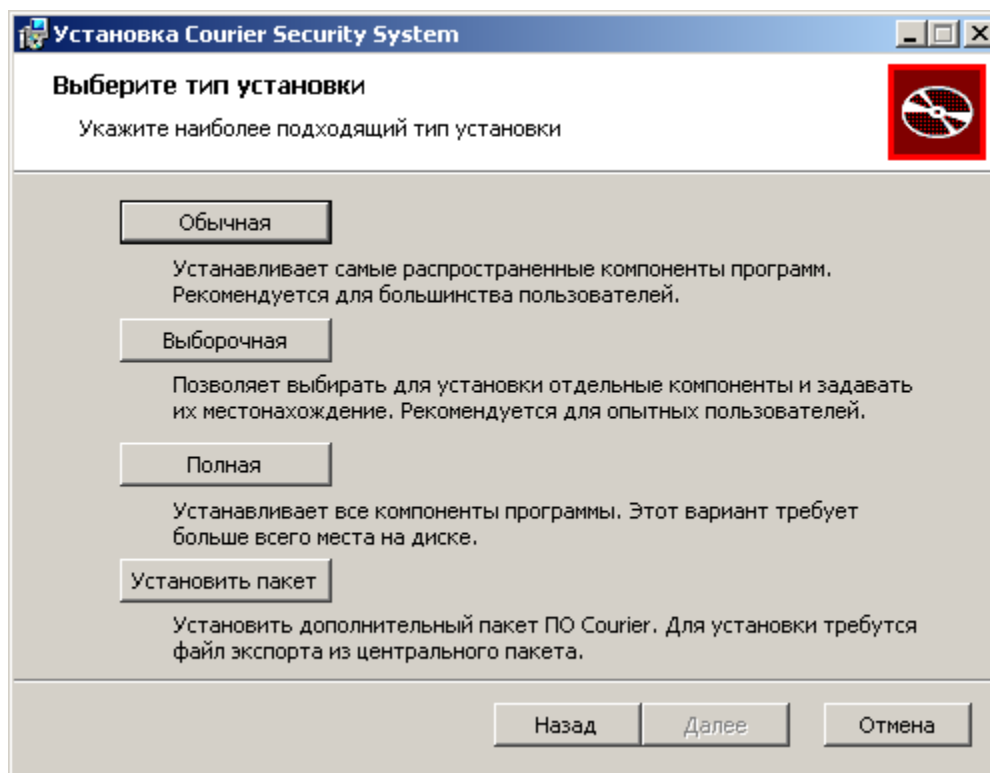 Установка Courier Security System
Выберите тип установки
Укажите наиболее подходящий тип установки
Обычная
Устанавливает самые распространенные компоненты программ.
Рекомендуется для большинства пользователей.
Выборочная
Позволяет выбирать для установки отдельные компоненты и задавать
их местонахождение. Рекомендуется для опытных пользователей.
Полная
Устанавливает все компоненты программы. Этот вариант требует
больше всего места на диске.
Установить пакет
Установить дополнительный пакет ПО Courier. Для установки требутся
файл экспорта из центрального пакета.
Назад
Далее
Отмена